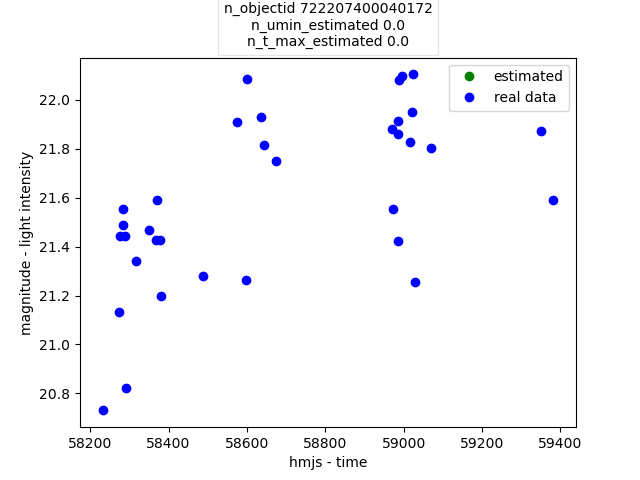 n_objectid 722207400040172
n_umin_estimated 0.0
n_t_max_estimated 0.0
estimated
real data
magnitude - light intensity
22.0
21.8
21.6
21.4
21.2
21.0
20.8
58200 58400 58600 58800 59000 59200 59400
hmjs - time